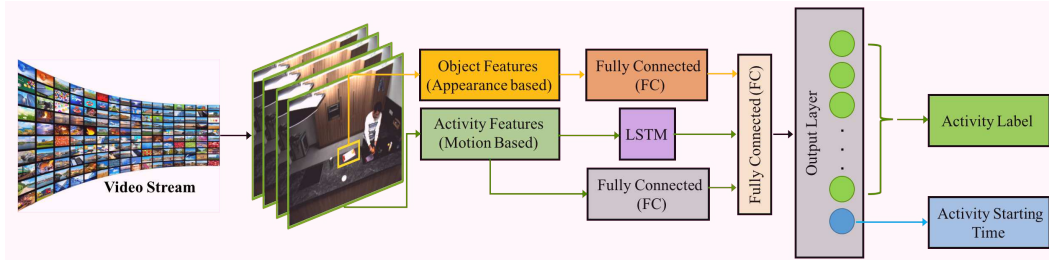 Video Stream
Object Features
(Appearance based)
Activity Features
(Motion Based)
Fully Connected
(FC)
LSTM
Fully Connected
(FC)
Fully Connected (FC)
Output Layer
Activity Label
Activity Starting
Time